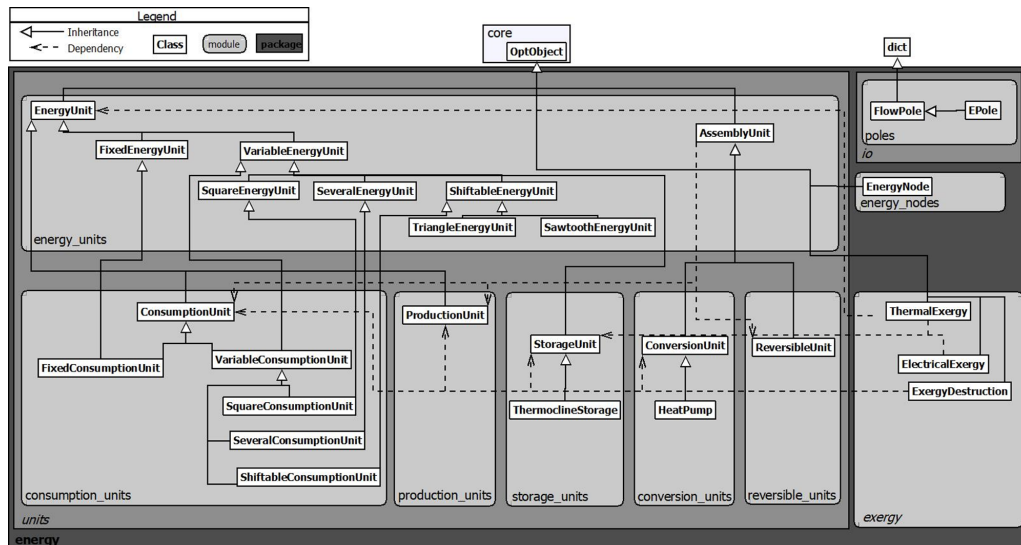 Legend
Inheritance
Dependency
Class
module
package
core
OptObject
dict
EnergyUnit
AssemblyUnit
FlowPole
EPole
poles
io
FixedEnergyUnit
VariableEnergyUnit
SquareEnergyUnit
SeveralEnergyUnit
ShiftableEnergyUnit
EnergyNode
energy_nodes
TriangleEnergyUnit
SawtoothEnergyUnit
energy_units
ConsumptionUnit
ProductionUnit
ThermalExergy
StorageUnit
ConversionUnit
ReversibleUnit
FixedConsumptionUnit
VariableConsumptionUnit
ElectricalExergy
ExergyDestruction
SquareConsumptionUnit
ThermoclineStorage
HeatPump
SeveralConsumptionUnit
ShiftableConsumptionUnit
consumption_units
production_units
storage_units
conversion_units
reversible_units
units
exergy
energy